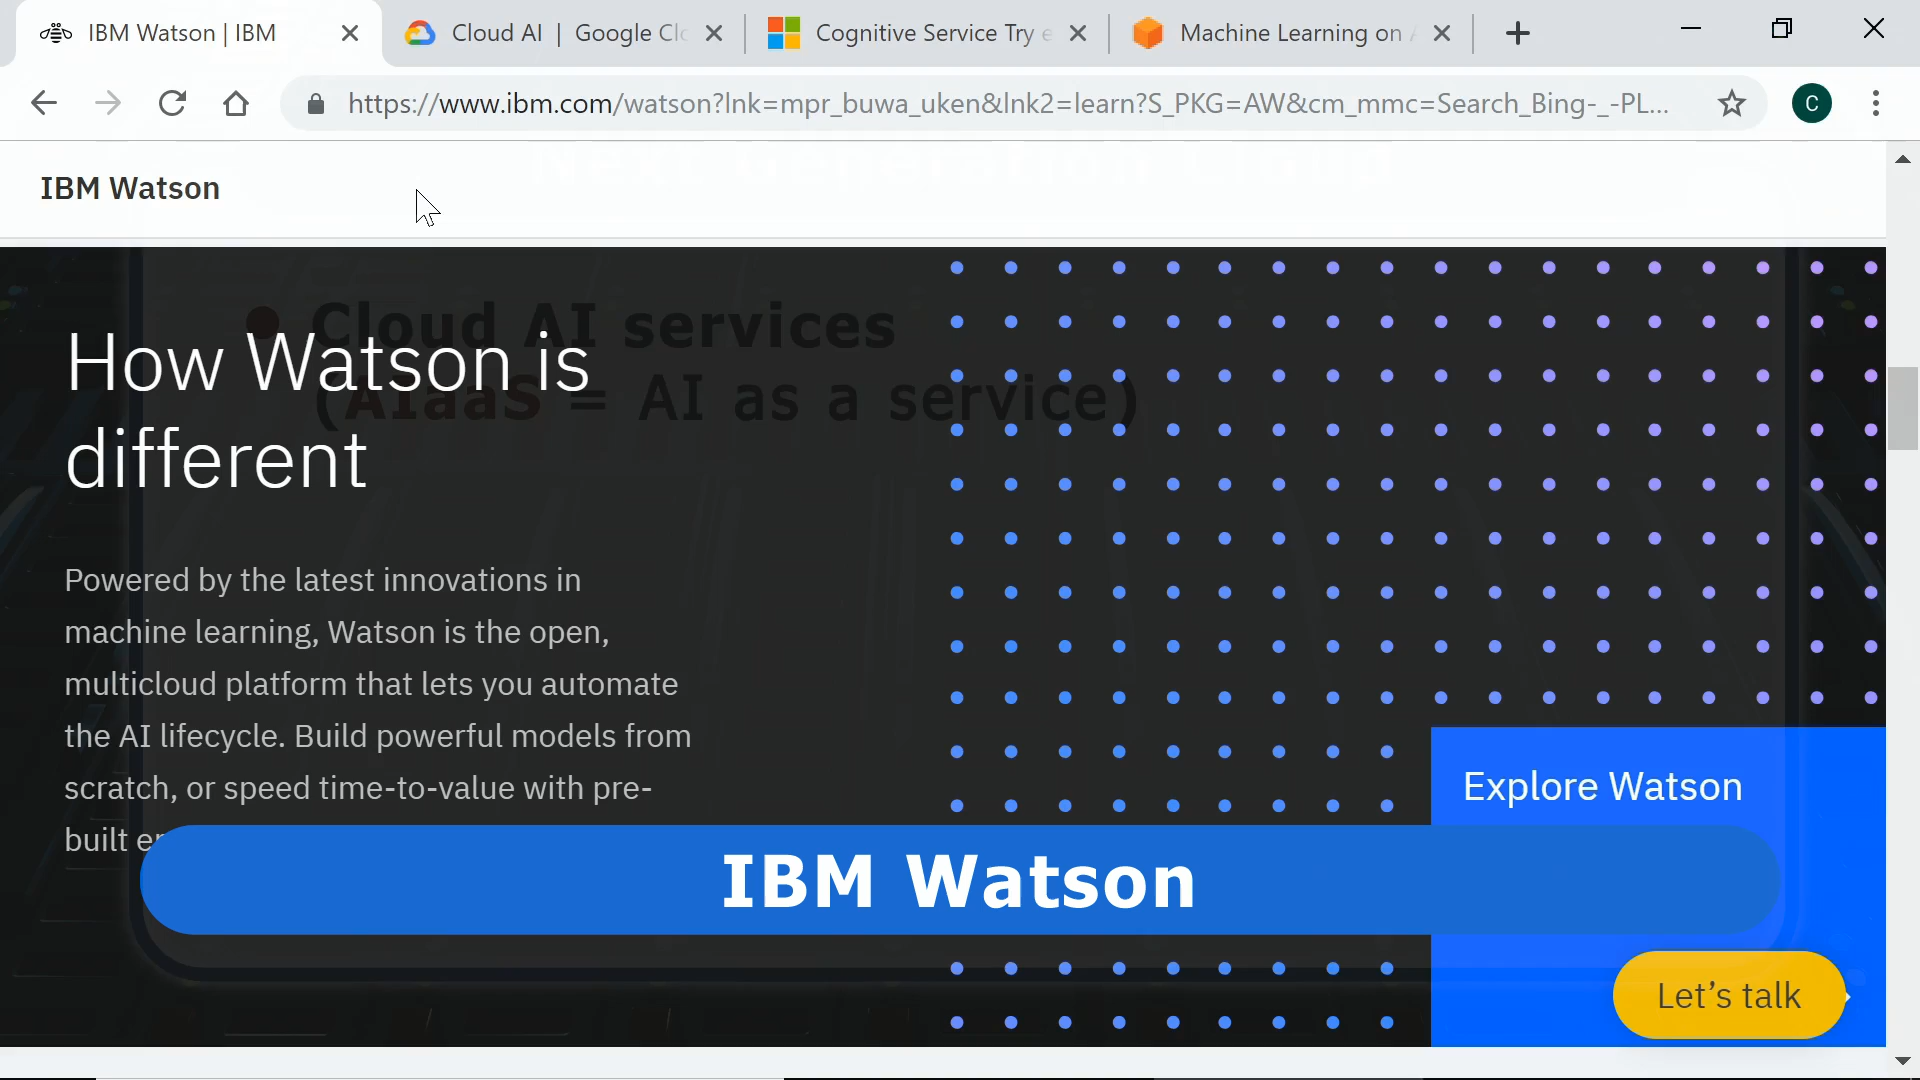 IBM Watson | IBM
Cloud AI | Google Clo
Cognitive Service Try e
Machine Learning on A
https://www.ibm.com/watson?lnk=mpr_buwa_uken&lnk2=learn?S_PKG=AW&cm_mmc=Search_Bing-_-PL...
C
Next Generation Cloud
IBM Watson
Cloud AI services
(AIaaS = AI as a service)
How Watson is
different
Powered by the latest innovations in
machine learning, Watson is the open,
multicloud platform that lets you automate
the AI lifecycle. Build powerful models from
scratch, or speed time-to-value with pre-
built
Explore Watson
IBM Watson
Let’s talk